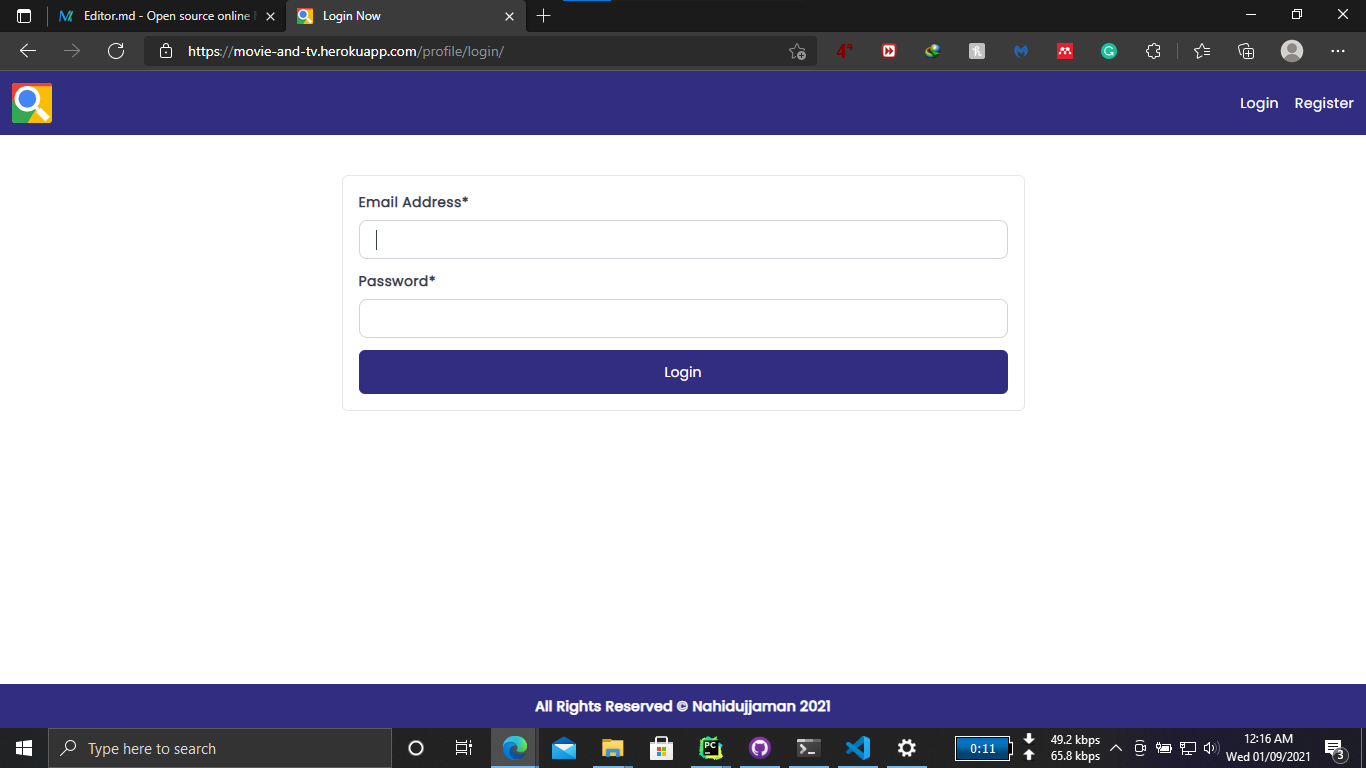 Editor.md - Open source online
Login Now
https://movie-and-tv.herokuapp.com/profile/login/
Login
Register
Email Address*
Password*
Login
All Rights Reserved © Nahidujjaman 2021
Type here to search
PC
0:11
49.2 kbps
65.8 kbps
12:16 AM
Wed 01/09/2021
3